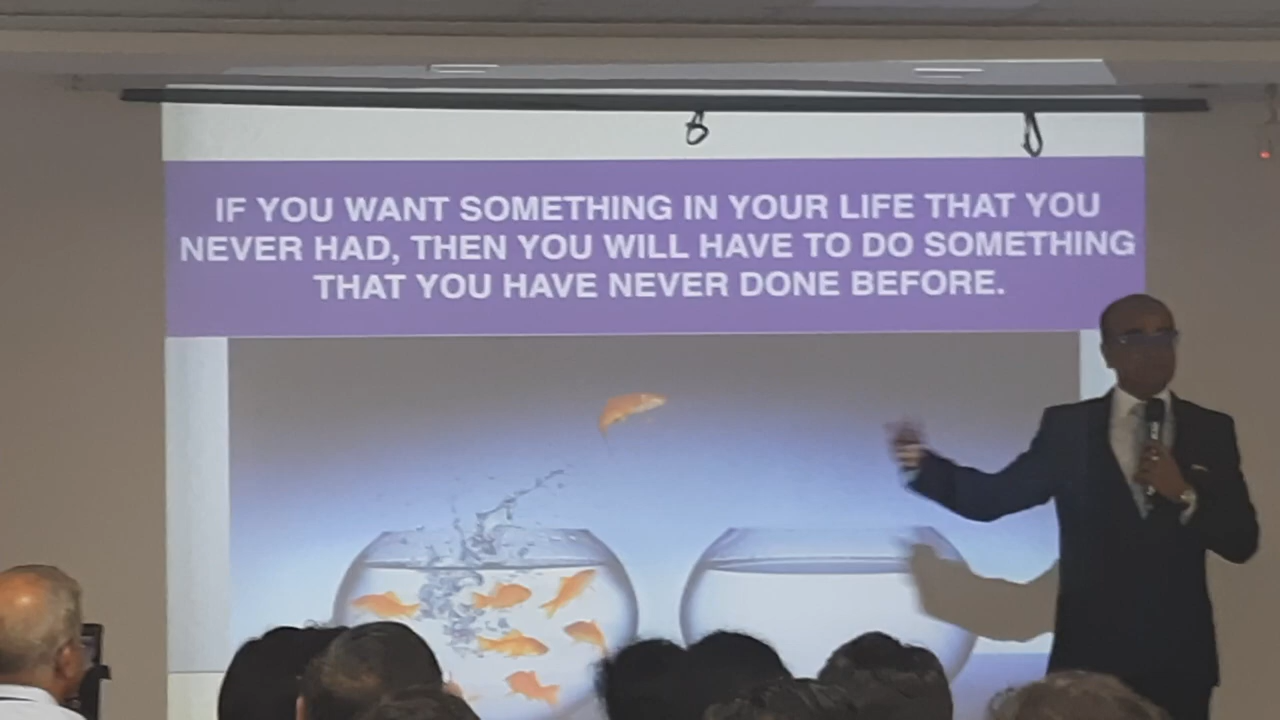 IF YOU WANT SOMETHING IN YOUR LIFE THAT YOU
NEVER HAD, THEN YOU WILL HAVE TO DO SOMETHING
THAT YOU HAVE NEVER DONE BEFORE.